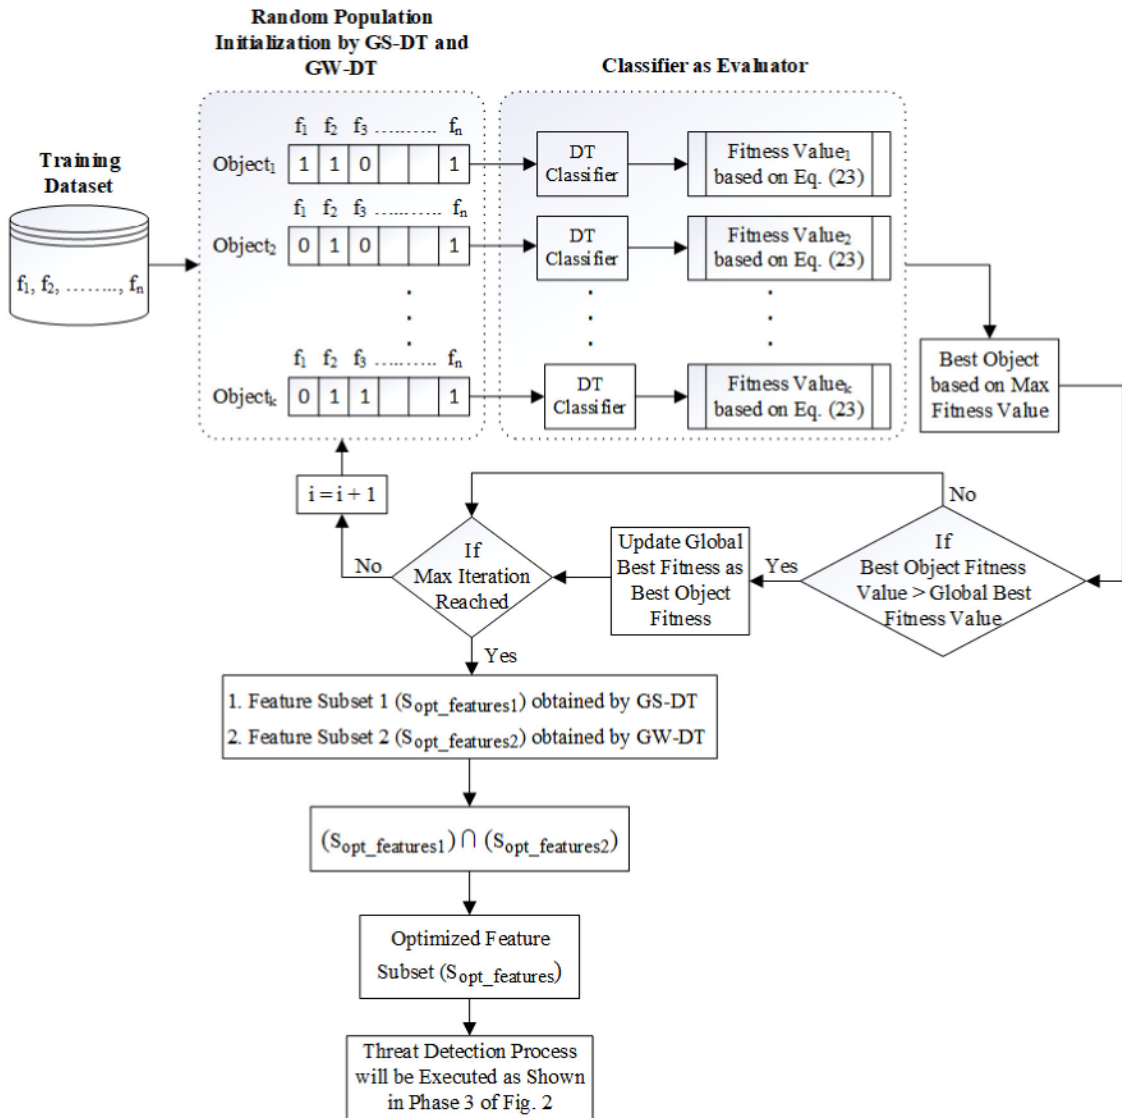 Random Population
Initialization by GS-DT and
GW-DT
Classifier as Evaluator
Training
Dataset
f1, f2, ........, fn
f1 f2 f3 .......... fn
Object1 1 1 0 1
DT
Classifier
Fitness Value1
based on Eq. (23)
f1 f2 f3 .......... fn
Object2 0 1 0 1
DT
Classifier
Fitness Value2
based on Eq. (23)
f1 f2 f3 .......... fn
Objectk 0 1 1 1
DT
Classifier
Fitness Valuek
based on Eq. (23)
Best Object
based on Max
Fitness Value
i = i + 1
No
If
Max Iteration
Reached
Update Global
Best Fitness as
Best Object
Fitness
Yes
No
If
Best Object Fitness
Value > Global Best
Fitness Value
Yes
1. Feature Subset 1 (Sopt_features1) obtained by GS-DT
2. Feature Subset 2 (Sopt_features2) obtained by GW-DT
(Sopt_features1) ∩ (Sopt_features2)
Optimized Feature
Subset (Sopt_features)
Threat Detection Process
will be Executed as Shown
in Phase 3 of Fig. 2